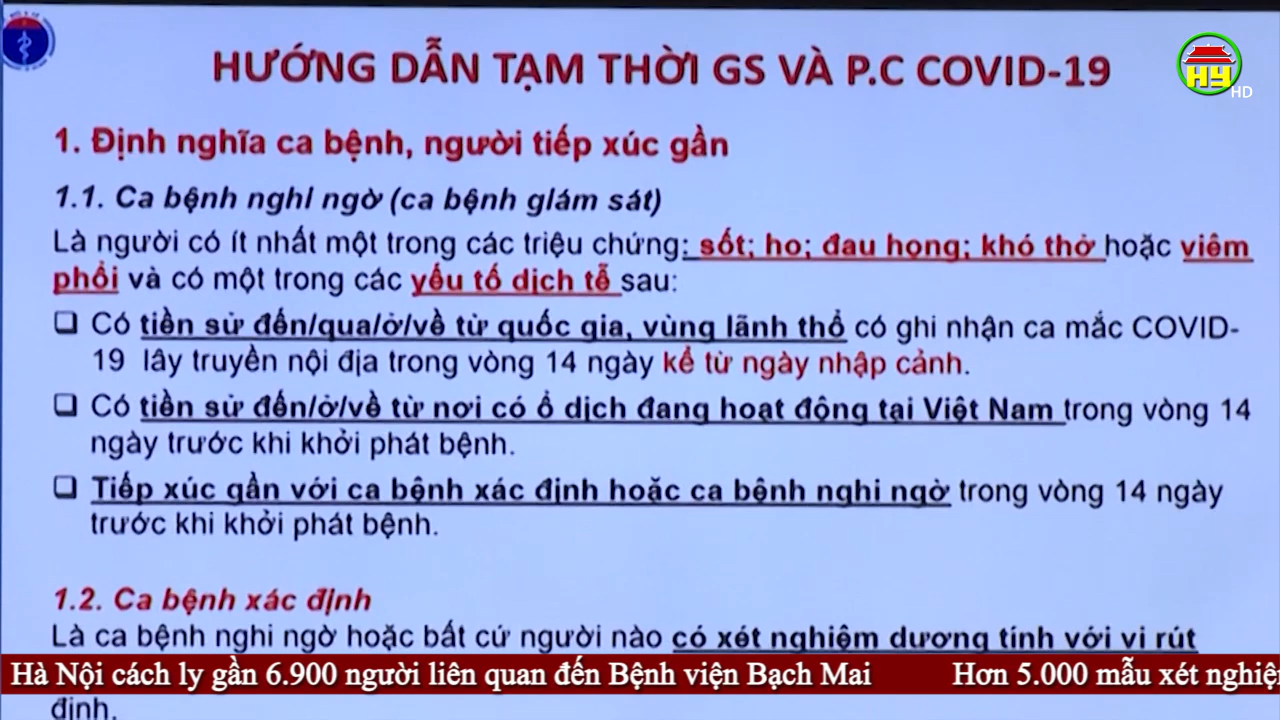 HƯỚNG DẪN TẠM THỜI GS VÀ P.C COVID-19
HY
HD
1. Định nghĩa ca bệnh, người tiếp xúc gần
1.1. Ca bệnh nghi ngờ (ca bệnh giám sát)
Là người có ít nhất một trong các triệu chứng: sốt; ho; đau họng; khó thở hoặc viêm
phổi và có một trong các yếu tố dịch tễ sau:
❑ Có tiền sử đến/qua/ở/về từ quốc gia, vùng lãnh thổ có ghi nhận ca mắc COVID-
19 lây truyền nội địa trong vòng 14 ngày kể từ ngày nhập cảnh.
❑ Có tiền sử đến/ở/về từ nơi có ổ dịch đang hoạt động tại Việt Nam trong vòng 14
ngày trước khi khởi phát bệnh.
❑ Tiếp xúc gần với ca bệnh xác định hoặc ca bệnh nghi ngờ trong vòng 14 ngày
trước khi khởi phát bệnh.
1.2. Ca bệnh xác định
Là ca bệnh nghi ngờ hoặc bất cứ người nào có xét nghiệm dương tính với vi rút
Hà Nội cách ly gần 6.900 người liên quan đến Bệnh viện Bạch Mai Hơn 5.000 mẫu xét nghiệm
định.